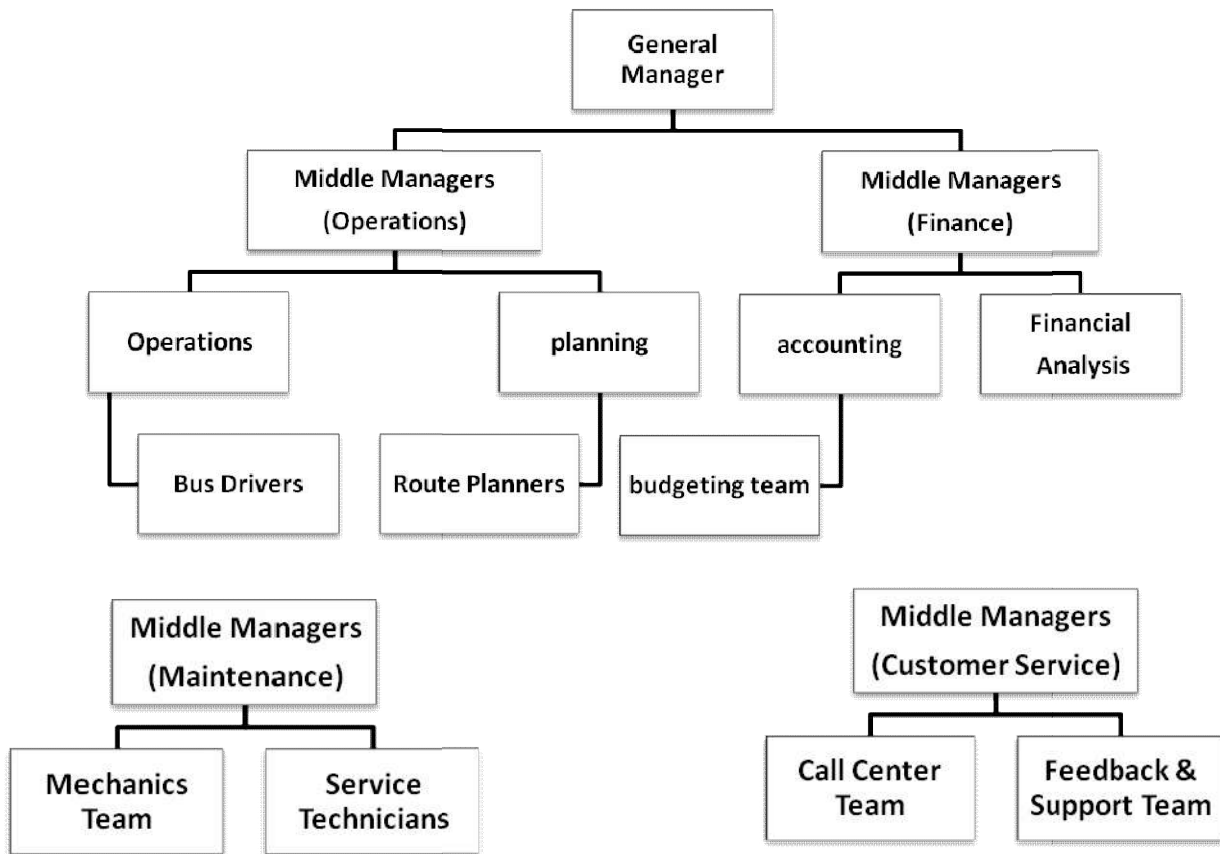 General
Manager
Middle Managers
(Operations)
Middle Managers
(Finance)
Operations
planning
accounting
Financial
Analysis
Bus Drivers
Route Planners
budgeting team
Middle Managers
(Maintenance)
Middle Managers
(Customer Service)
Mechanics
Team
Service
Technicians
Call Center
Team
Feedback &
Support Team